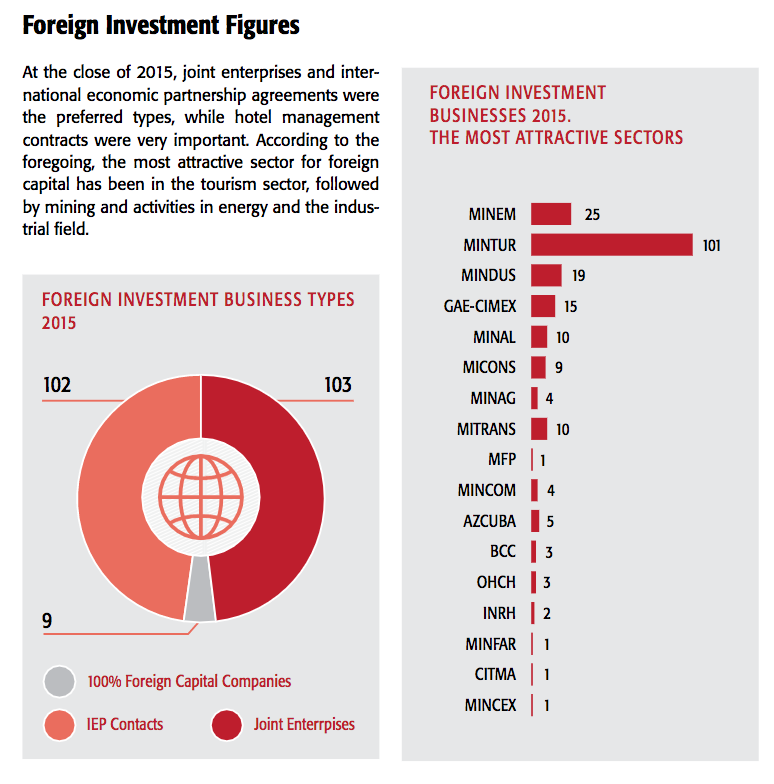 Foreign Investment Figures
At the close of 2015, joint enterprises and inter-
national economic partnership agreements were
the preferred types, while hotel management
contracts were very important. According to the
foregoing, the most attractive sector for foreign
capital has been in the tourism sector, followed
by mining and activities in energy and the indus-
trial field.
FOREIGN INVESTMENT BUSINESS TYPES
2015
102
103
9
100% Foreign Capital Companies
IEP Contacts
Joint Enterrpises
FOREIGN INVESTMENT
BUSINESSES 2015.
THE MOST ATTRACTIVE SECTORS
MINEM 25
MINTUR 101
MINDUS 19
GAE-CIMEX 15
MINAL 10
MICONS 9
MINAG 4
MITRANS 10
MFP 1
MINCOM 4
AZCUBA 5
BCC 3
OHCH 3
INRH 2
MINFAR 1
CITMA 1
MINCEX 1